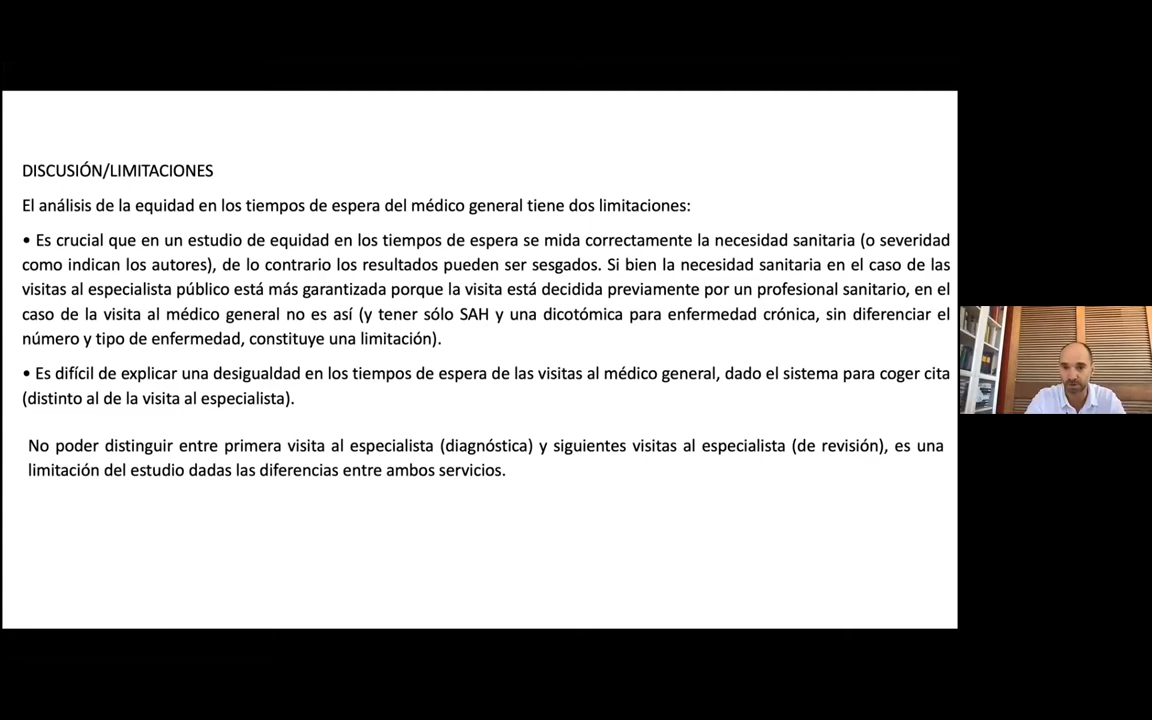 DISCUSIÓN/LIMITACIONES
El análisis de la equidad en los tiempos de espera del médico general tiene dos limitaciones:
• Es crucial que en un estudio de equidad en los tiempos de espera se mida correctamente la necesidad sanitaria (o severidad
como indican los autores), de lo contrario los resultados pueden ser sesgados. Si bien la necesidad sanitaria en el caso de las
visitas al especialista público está más garantizada porque la visita está decidida previamente por un profesional sanitario, en el
caso de la visita al médico general no es así (y tener sólo SAH y una dicotómica para enfermedad crónica, sin diferenciar el
número y tipo de enfermedad, constituye una limitación).
• Es difícil de explicar una desigualdad en los tiempos de espera de las visitas al médico general, dado el sistema para coger cita
(distinto al de la visita al especialista).
No poder distinguir entre primera visita al especialista (diagnóstica) y siguientes visitas al especialista (de revisión), es una
limitación del estudio dadas las diferencias entre ambos servicios.